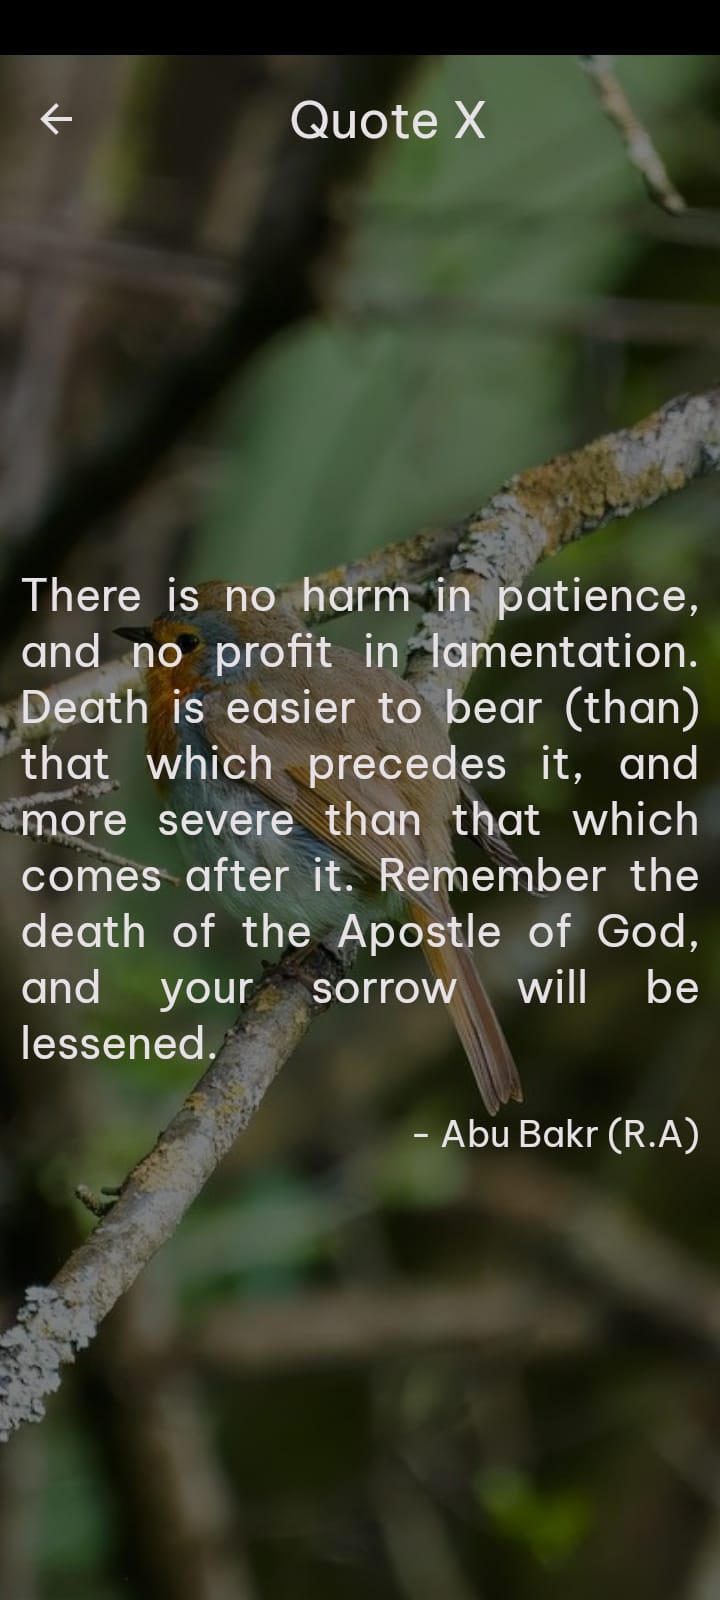 Quote X
There is no harm in patience,
and no profit in lamentation.
Death is easier to bear (than)
that which precedes it, and
more severe than that which
comes after it. Remember the
death of the Apostle of God,
and your sorrow will be
lessened.
- Abu Bakr (R.A)